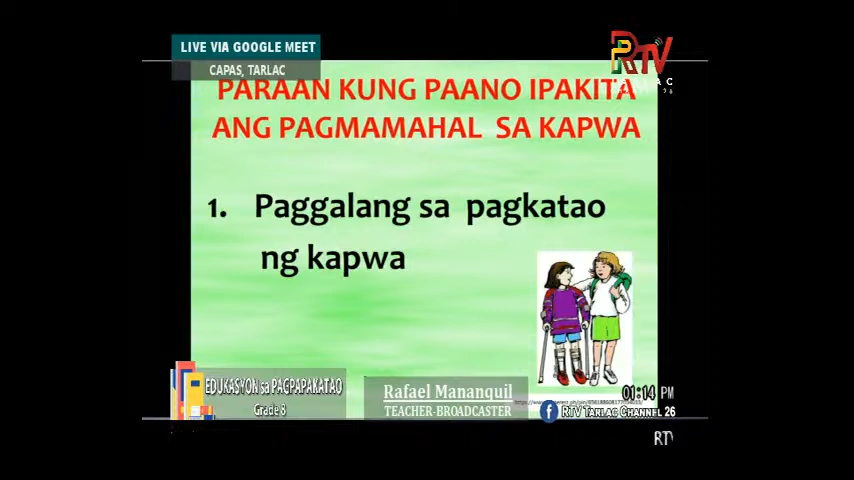 LIVE VIA GOOGLE MEET
CAPAS, TARLAC
RTV
PARAAN KUNG PAANO IPAKITA
ANG PAGMAMAHAL SA KAPWA
1. Paggalang sa pagkatao
ng kapwa
EDUKASYON sa PAGPAPAKATAO
Grade 8
Rafael Mananquil
TEACHER-BROADCASTER
01:14 PM
RTV TARLAC CHANNEL 26
RTV